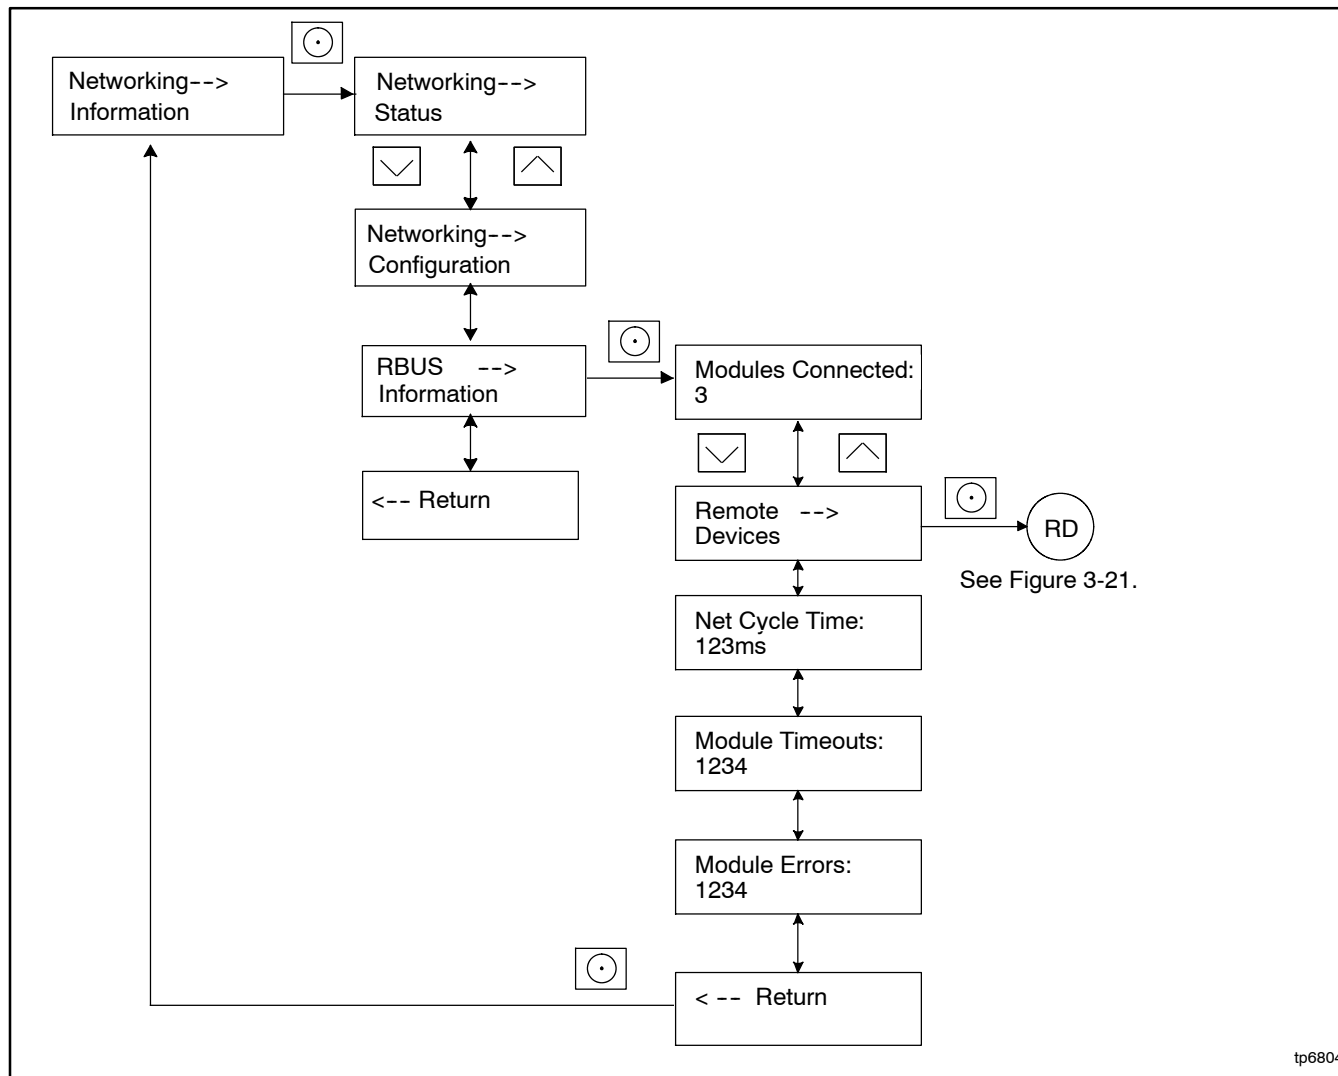 Networking-->
Information
Networking-->
Status
Networking-->
Configuration
RBUS -->
Information
<-- Return
Modules Connected:
3
Remote -->
Devices
RD
See Figure 3-21.
Net Cycle Time:
123ms
Module Timeouts:
1234
Module Errors:
1234
< -- Return
tp6804